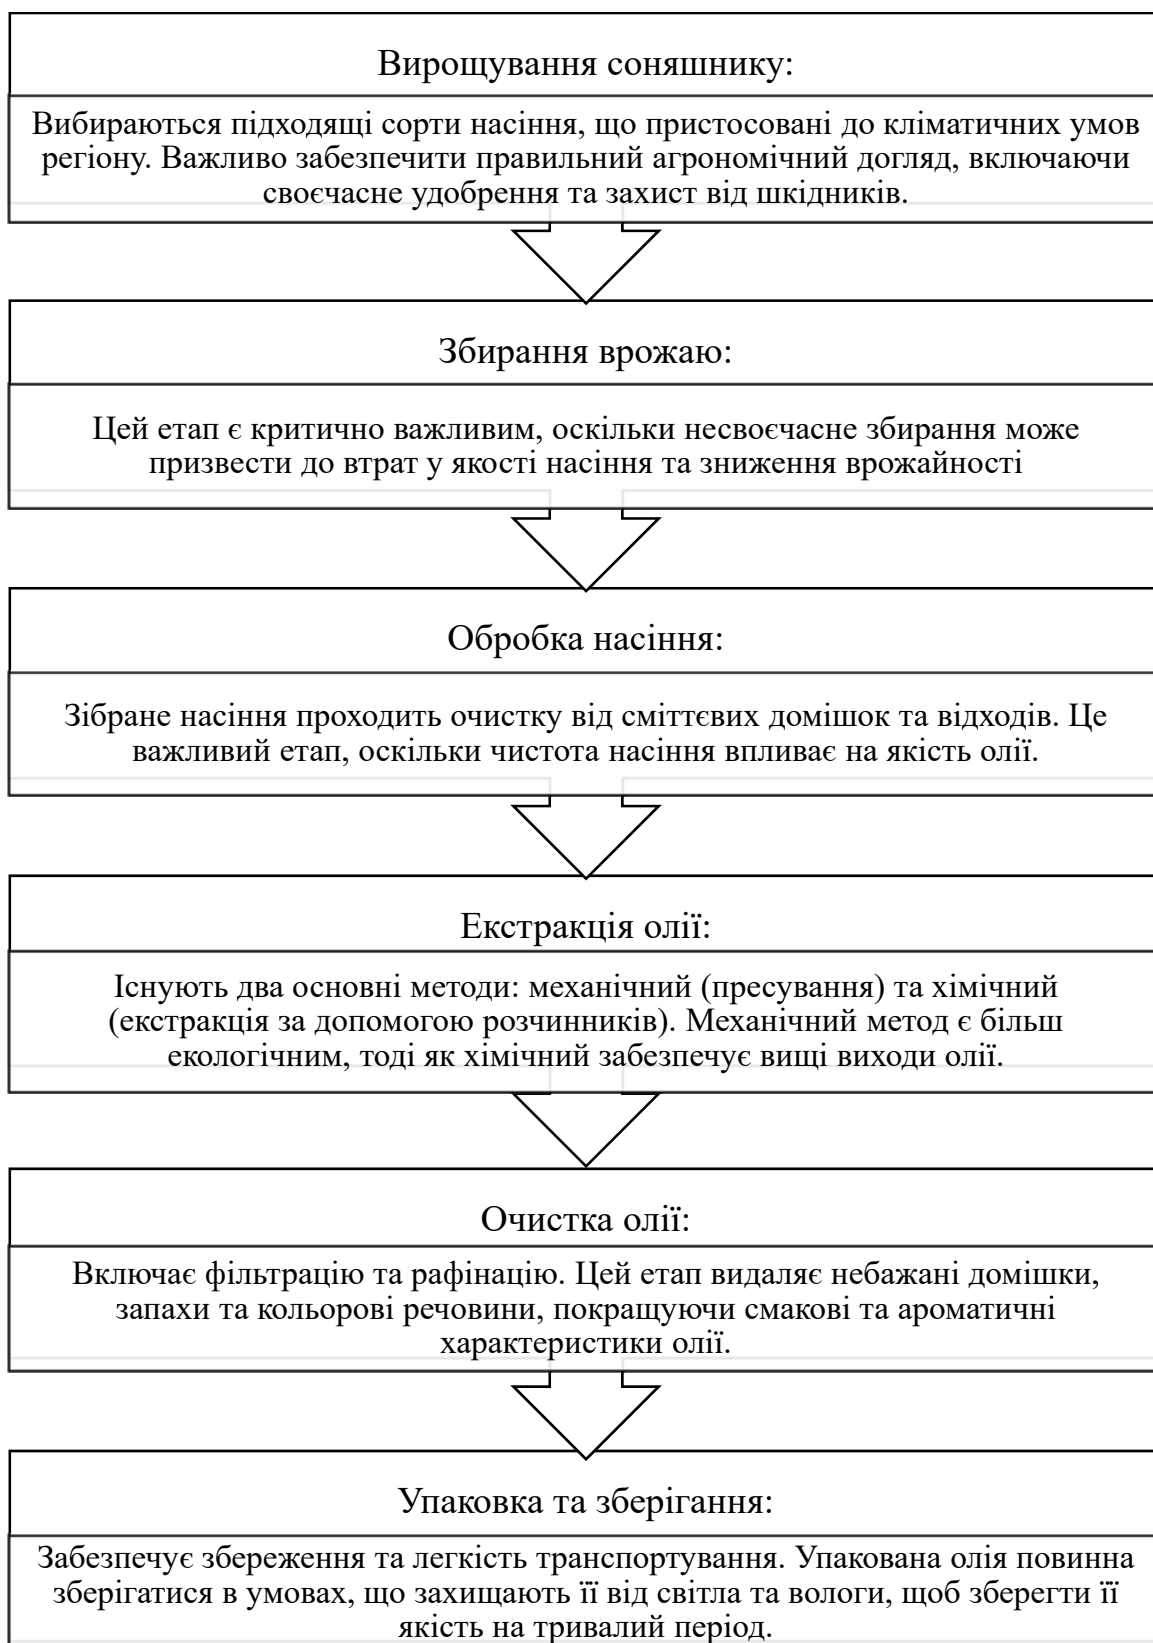 Вирощування соняшнику:
Вибираються підходящі сорти насіння, що пристосовані до кліматичних умов
регіону. Важливо забезпечити правильний агрономічний догляд, включаючи
своєчасне удобрення та захист від шкідників.
Збирання врожаю:
Цей етап є критично важливим, оскільки несвоєчасне збирання може
призвести до втрат у якості насіння та зниження врожайності
Обробка насіння:
Зібране насіння проходить очистку від сміттєвих домішок та відходів. Це
важливий етап, оскільки чистота насіння впливає на якість олії.
Екстракція олії:
Існують два основні методи: механічний (пресування) та хімічний
(екстракція за допомогою розчинників). Механічний метод є більш
екологічним, тоді як хімічний забезпечує вищі виходи олії.
Очистка олії:
Включає фільтрацію та рафінацію. Цей етап видаляє небажані домішки,
запахи та кольорові речовини, покращуючи смакові та ароматичні
характеристики олії.
Упаковка та зберігання:
Забезпечує збереження та легкість транспортування. Упакована олія повинна
зберігатися в умовах, що захищають її від світла та вологи, щоб зберегти її
якість на тривалий період.